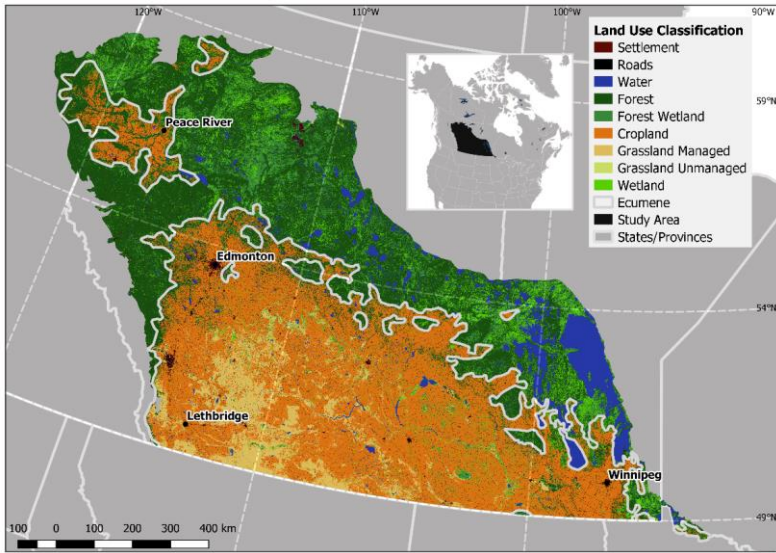 120°W
110°W
100°W
90°W
Land Use Classification
Settlement
Roads
Water
Forest
Forest Wetland
Cropland
Grassland Managed
Grassland Unmanaged
Wetland
Ecumene
Study Area
States/Provinces
59°N
Peace River
Edmonton
54°N
Lethbridge
Winnipeg
49°N
100 0 100 200 300 400 km